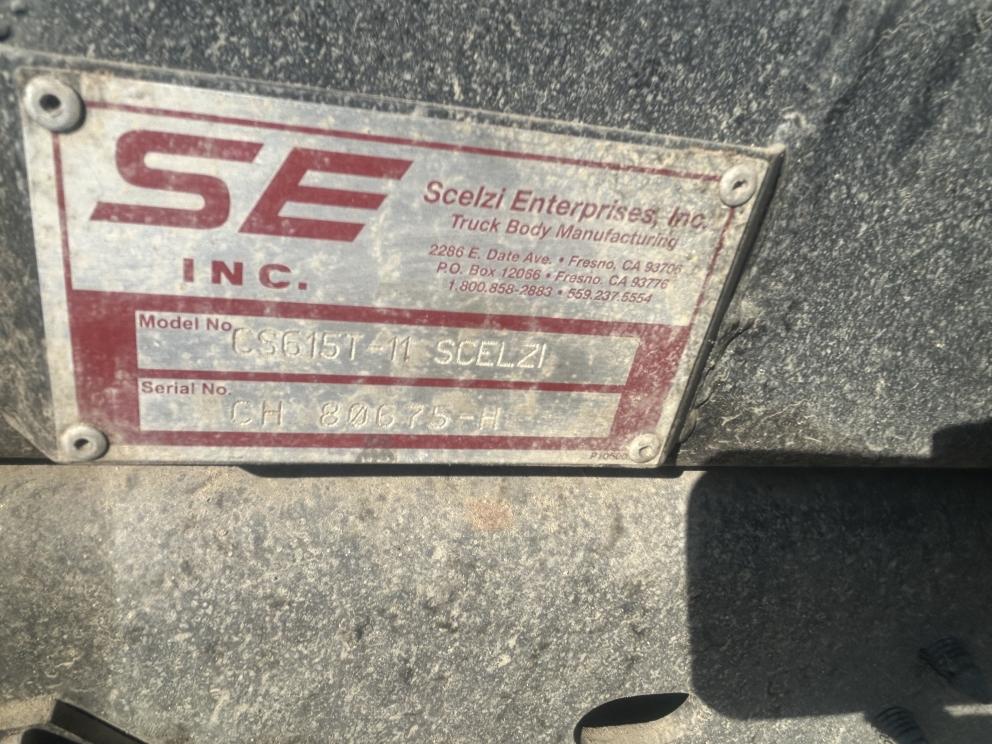 SE
INC.
Scelzi Enterprises, Inc.
Truck Body Manufacturing
2286 E. Date Ave. • Fresno, CA 93706
P.O. Box 12066 • Fresno, CA 93776
1.800.858-2883 • 559.237.5554
Model No.
CS615T-11 SCELZI
Serial No.
CH 80675-H
P10500